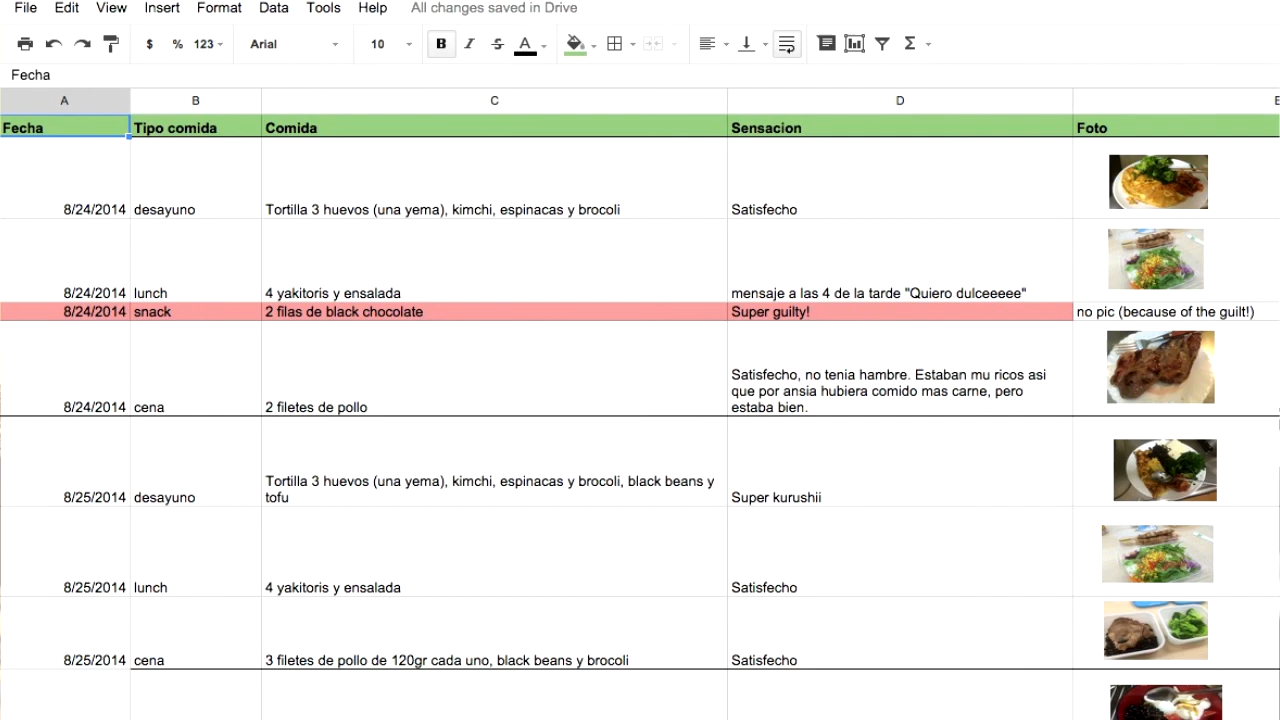 File Edit View Insert Format Data Tools Help All changes saved in Drive
$ % 123 Arial 10 B I S A Σ
Fecha
A B C D E
Fecha Tipo comida Comida Sensacion Foto
8/24/2014 desayuno Tortilla 3 huevos (una yema), kimchi, espinacas y brocoli Satisfecho
8/24/2014 lunch 4 yakitoris y ensalada mensaje a las 4 de la tarde "Quiero dulceeeee"
8/24/2014 snack 2 filas de black chocolate Super guilty! no pic (because of the guilt!)
Satisfecho, no tenia hambre. Estaban mu ricos asi
que por ansia hubiera comido mas carne, pero
8/24/2014 cena 2 filetes de pollo estaba bien.
Tortilla 3 huevos (una yema), kimchi, espinacas y brocoli, black beans y
8/25/2014 desayuno tofu Super kurushii
8/25/2014 lunch 4 yakitoris y ensalada Satisfecho
8/25/2014 cena 3 filetes de pollo de 120gr cada uno, black beans y brocoli Satisfecho